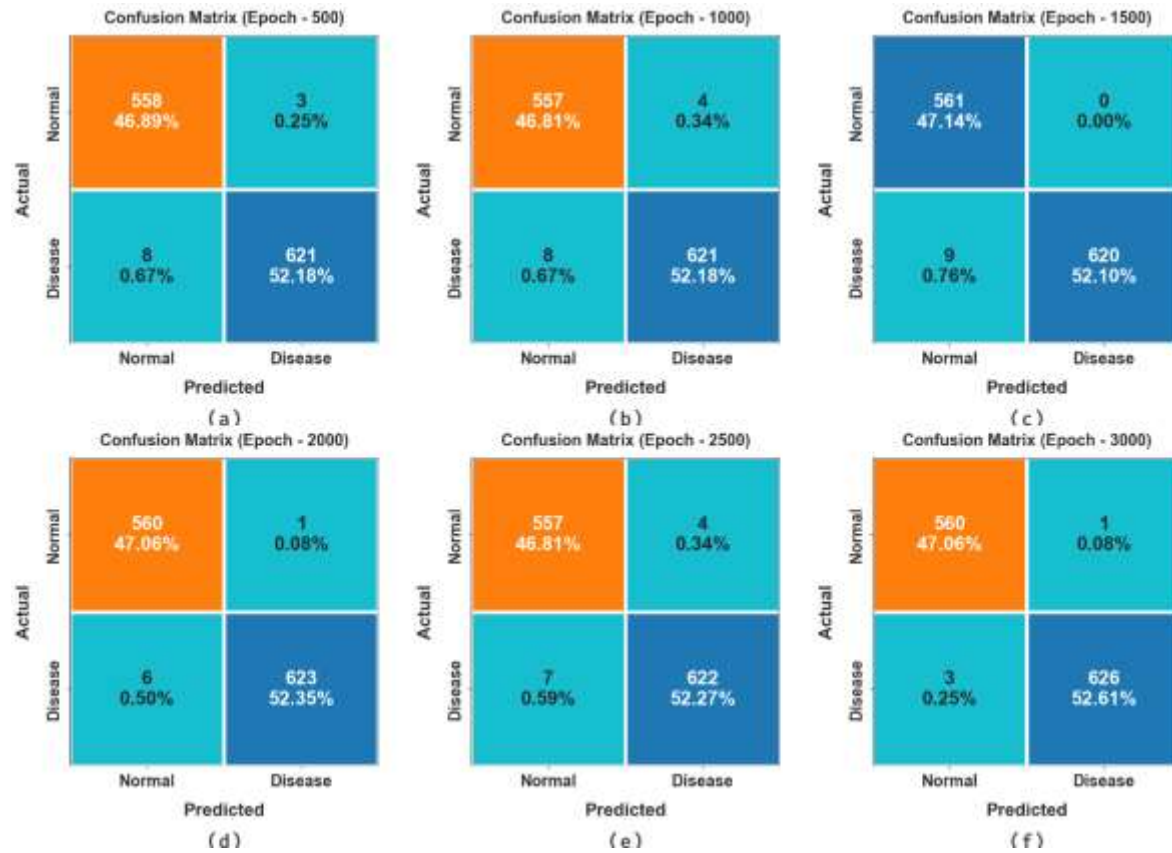 Confusion Matrix (Epoch - 500)
Actual
Normal
558
46.89%
3
0.25%
Disease
8
0.67%
621
52.18%
Normal
Disease
Predicted
(a)
Confusion Matrix (Epoch - 1000)
Actual
Normal
557
46.81%
4
0.34%
Disease
8
0.67%
621
52.18%
Normal
Disease
Predicted
(b)
Confusion Matrix (Epoch - 1500)
Actual
Normal
561
47.14%
0
0.00%
Disease
9
0.76%
620
52.10%
Normal
Disease
Predicted
(c)
Confusion Matrix (Epoch - 2000)
Actual
Normal
560
47.06%
1
0.08%
Disease
6
0.50%
623
52.35%
Normal
Disease
Predicted
(d)
Confusion Matrix (Epoch - 2500)
Actual
Normal
557
46.81%
4
0.34%
Disease
7
0.59%
622
52.27%
Normal
Disease
Predicted
(e)
Confusion Matrix (Epoch - 3000)
Actual
Normal
560
47.06%
1
0.08%
Disease
3
0.25%
626
52.61%
Normal
Disease
Predicted
(f)